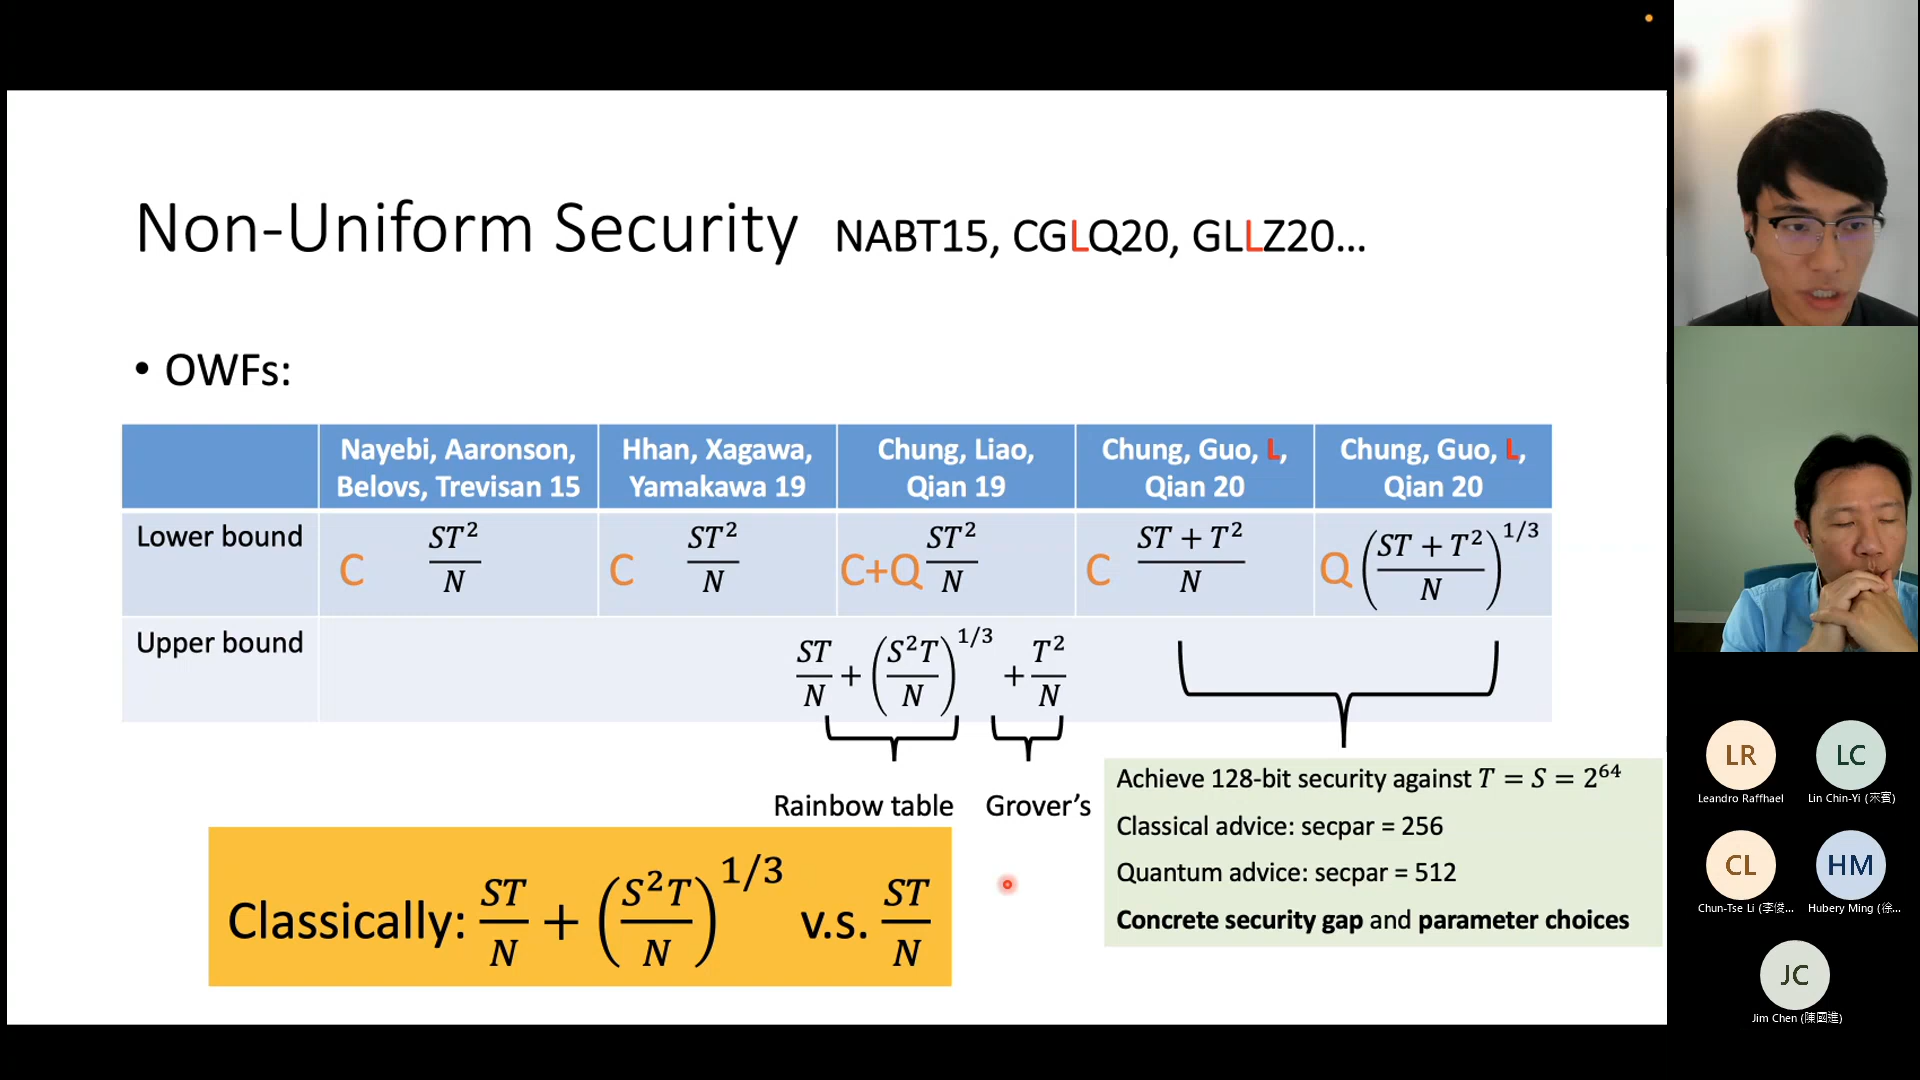 Non-Uniform Security NABT15, CGLQ20, GLLZ20...
• OWFs:
Nayebi, Aaronson, Belovs, Trevisan 15
Hhan, Xagawa, Yamakawa 19
Chung, Liao, Qian 19
Chung, Guo, L, Qian 20
Chung, Guo, L, Qian 20
Lower bound
C ST²/N
C ST²/N
C+Q ST²/N
C (ST + T²)/N
Q ((ST + T²)/N)^1/3
Upper bound
ST/N + (S²T/N)^1/3 + T²/N
Rainbow table
Grover's
Classically: ST/N + (S²T/N)^1/3 v.s. ST/N
Achieve 128-bit security against T = S = 2⁶⁴
Classical advice: secpar = 256
Quantum advice: secpar = 512
Concrete security gap and parameter choices
LR
Leandro Raffhael
LC
Lin Chin-Yi (來賓)
CL
Chun-Tse Li (李俊...
HM
Hubery Ming (徐...
JC
Jim Chen (陳國進)